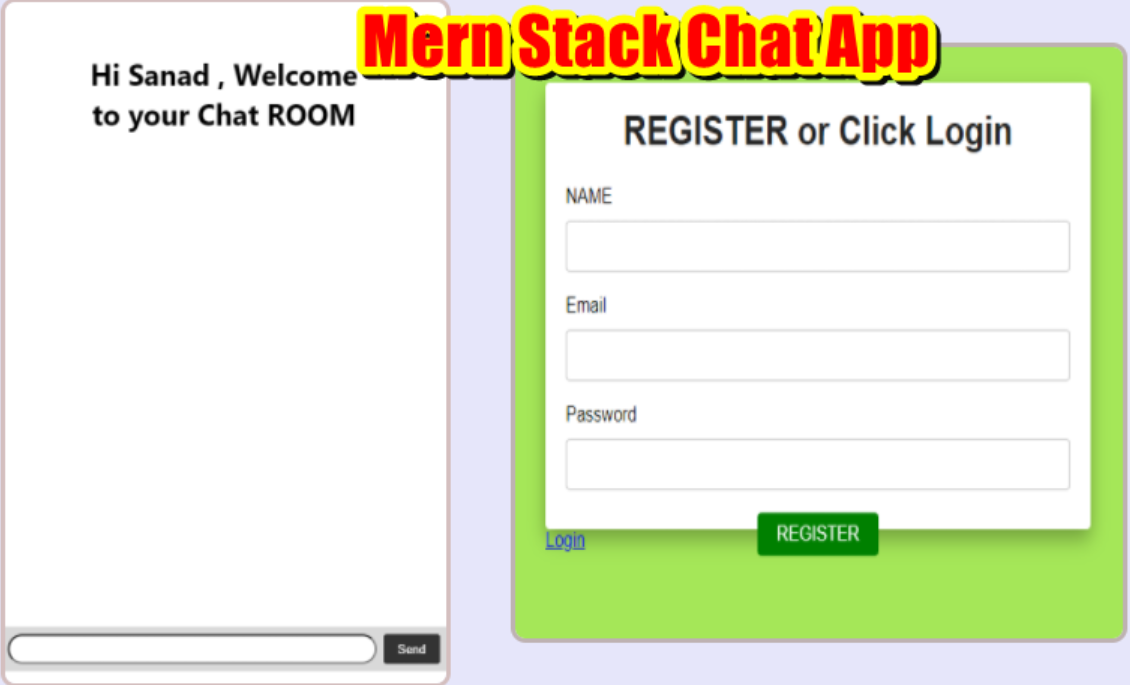 Mern Stack Chat App
Hi Sanad , Welcome
to your Chat ROOM
Send
REGISTER or Click Login
NAME
Email
Password
REGISTER
Login